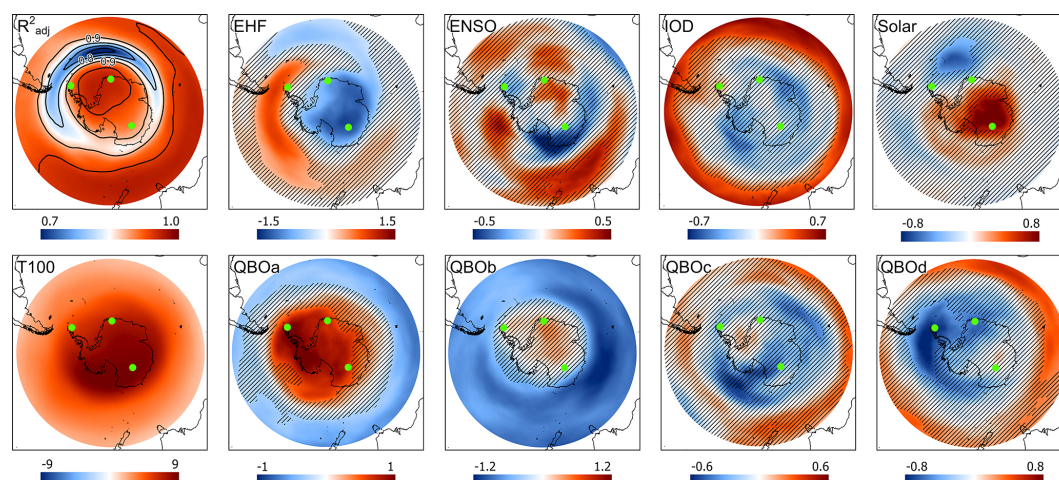 R²adj
EHF
ENSO
IOD
Solar
0.9
0.8
0.9
0.7 1.0
-1.5 1.5
-0.5 0.5
-0.7 0.7
-0.8 0.8
T100
QBOa
QBOb
QBOc
QBOd
-9 9
-1 1
-1.2 1.2
-0.6 0.6
-0.8 0.8